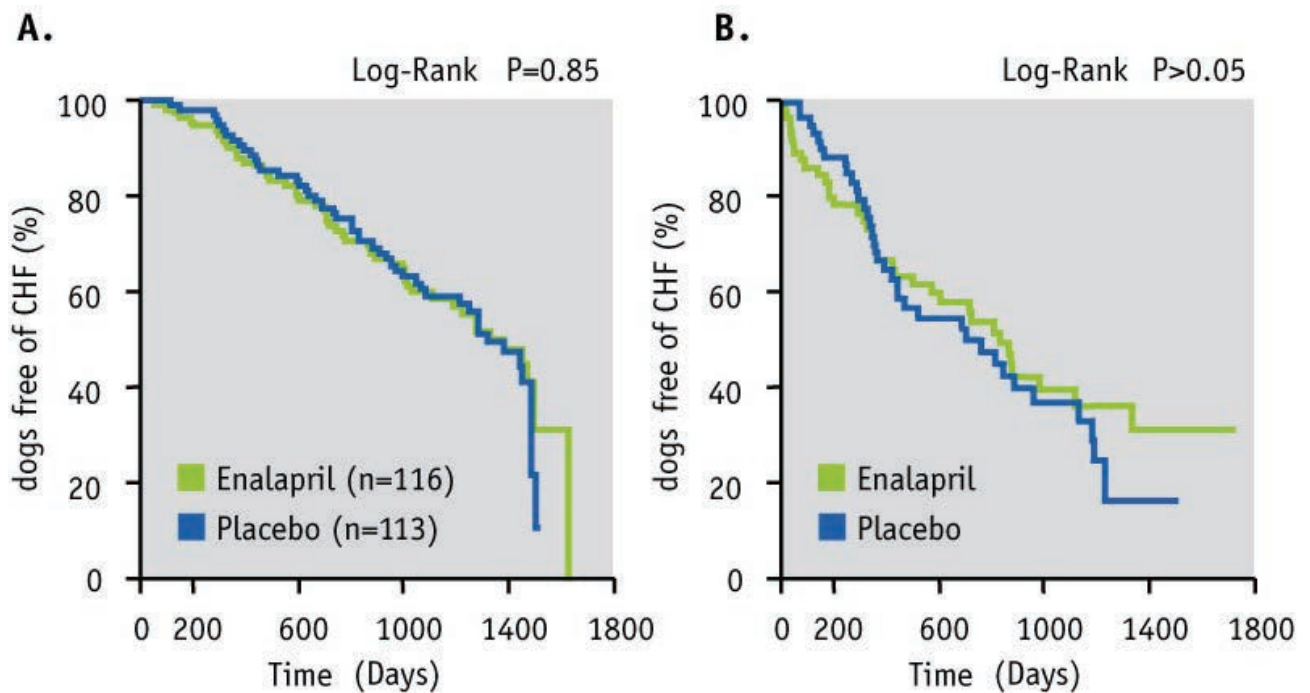 A.
Log-Rank P=0.85
dogs free of CHF (%)
100
80
60
40
20
0
Enalapril (n=116)
Placebo (n=113)
0 200 600 1000 1400 1800
Time (Days)
B.
Log-Rank P>0.05
dogs free of CHF (%)
100
80
60
40
20
0
Enalapril
Placebo
0 200 600 1000 1400 1800
Time (Days)